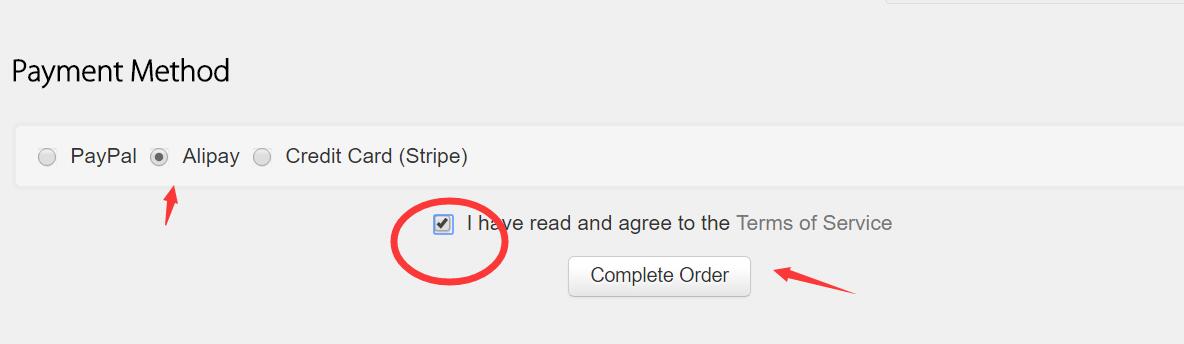 Payment Method
PayPal Alipay Credit Card (Stripe)
I have read and agree to the Terms of Service
Complete Order